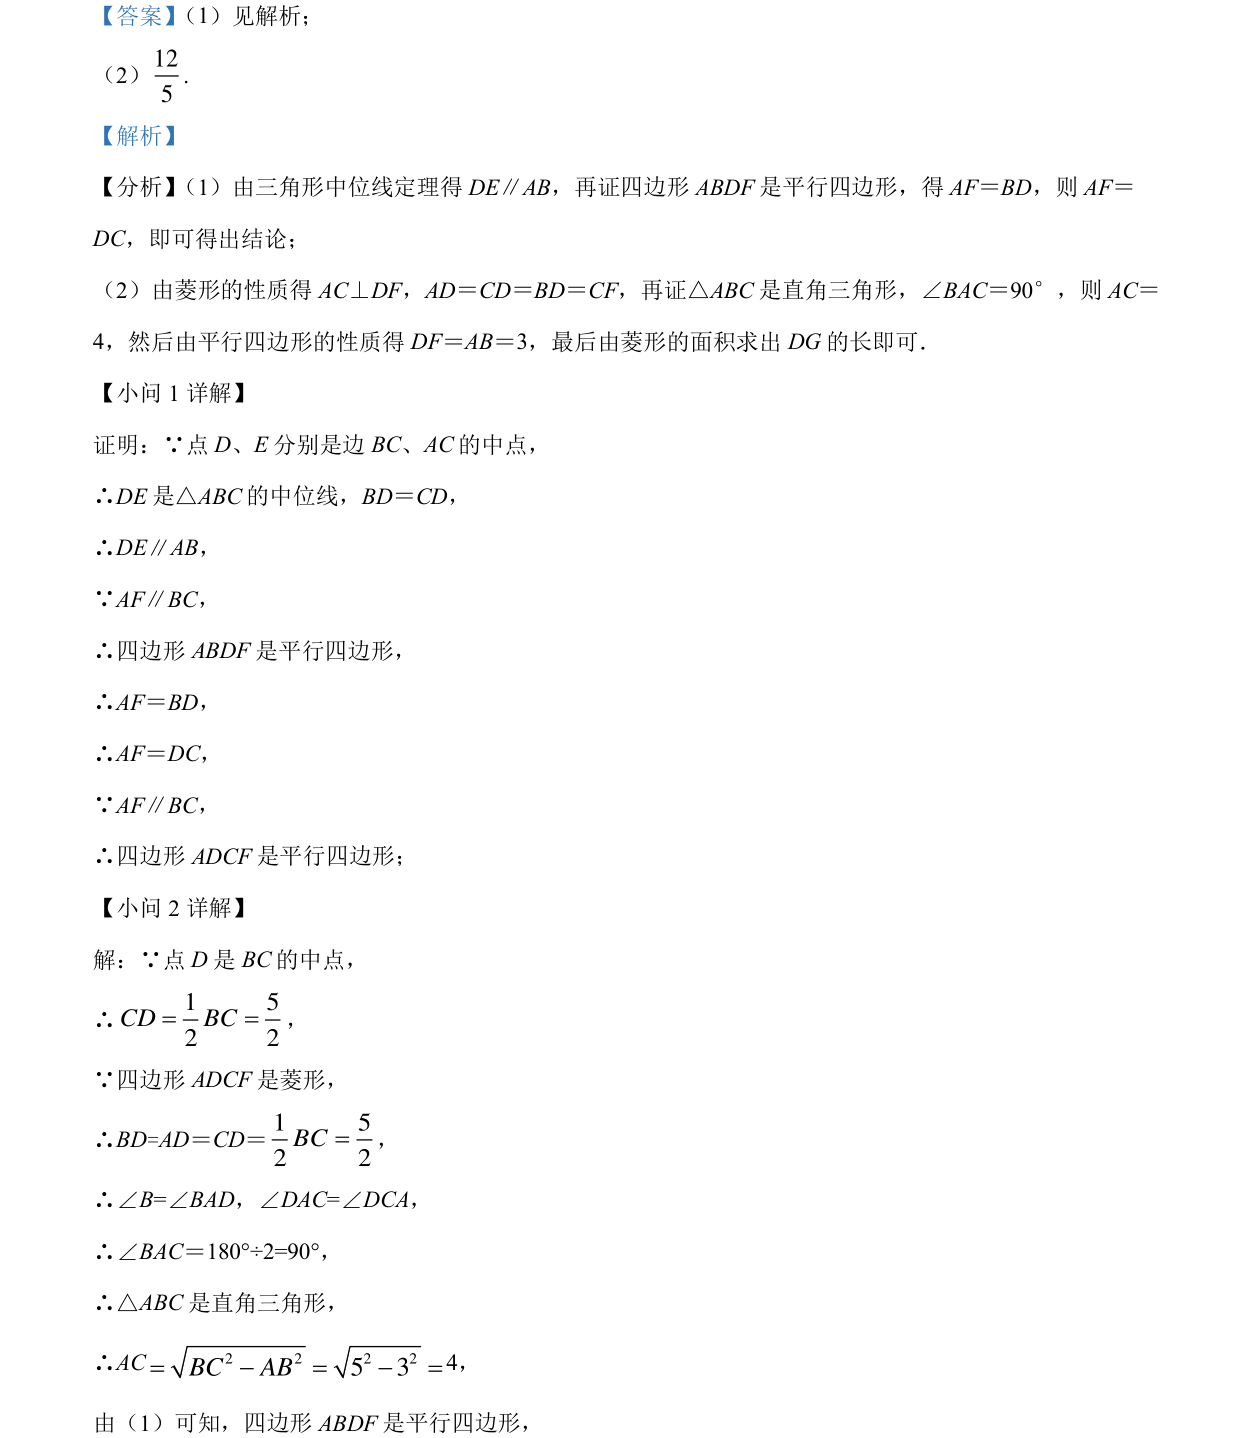 【答案】(1)见解析;
(2)12/5.
【解析】
【分析】(1)由三角形中位线定理得 DE∥AB，再证四边形 ABDF 是平行四边形，得 AF＝BD，则 AF＝
DC，即可得出结论;
(2)由菱形的性质得 AC⊥DF，AD＝CD＝BD＝CF，再证△ABC 是直角三角形，∠BAC＝90°，则 AC＝
4，然后由平行四边形的性质得 DF＝AB＝3，最后由菱形的面积求出 DG 的长即可.
【小问 1 详解】
证明：∵点 D、E 分别是边 BC、AC 的中点，
∴DE 是△ABC 的中位线，BD＝CD，
∴DE∥AB，
∵AF∥BC，
∴四边形 ABDF 是平行四边形，
∴AF＝BD，
∴AF＝DC，
∵AF∥BC，
∴四边形 ADCF 是平行四边形;
【小问 2 详解】
解：∵点 D 是 BC 的中点，
∴CD = 1/2 BC = 5/2，
∵四边形 ADCF 是菱形，
∴BD=AD＝CD＝1/2 BC = 5/2，
∴∠B=∠BAD，∠DAC=∠DCA，
∴∠BAC＝180°÷2=90°，
∴△ABC 是直角三角形，
∴AC = √(BC² − AB²) = √(5² − 3²) = 4，
由(1)可知，四边形 ABDF 是平行四边形，